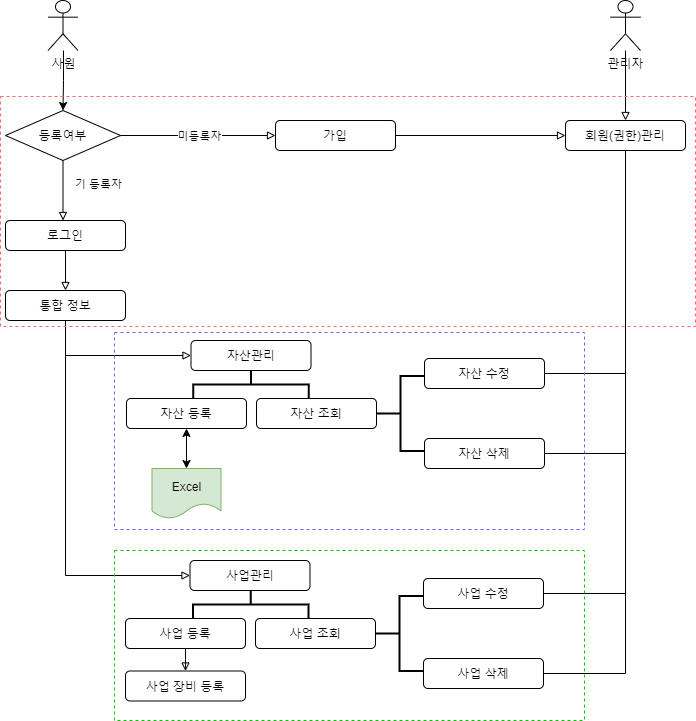 사원
관리자
등록여부
미등록자
가입
회원(권한)관리
기 등록자
로그인
통합 정보
자산관리
자산 수정
자산 등록
자산 조회
자산 삭제
Excel
사업관리
사업 수정
사업 등록
사업 조회
사업 삭제
사업 장비 등록